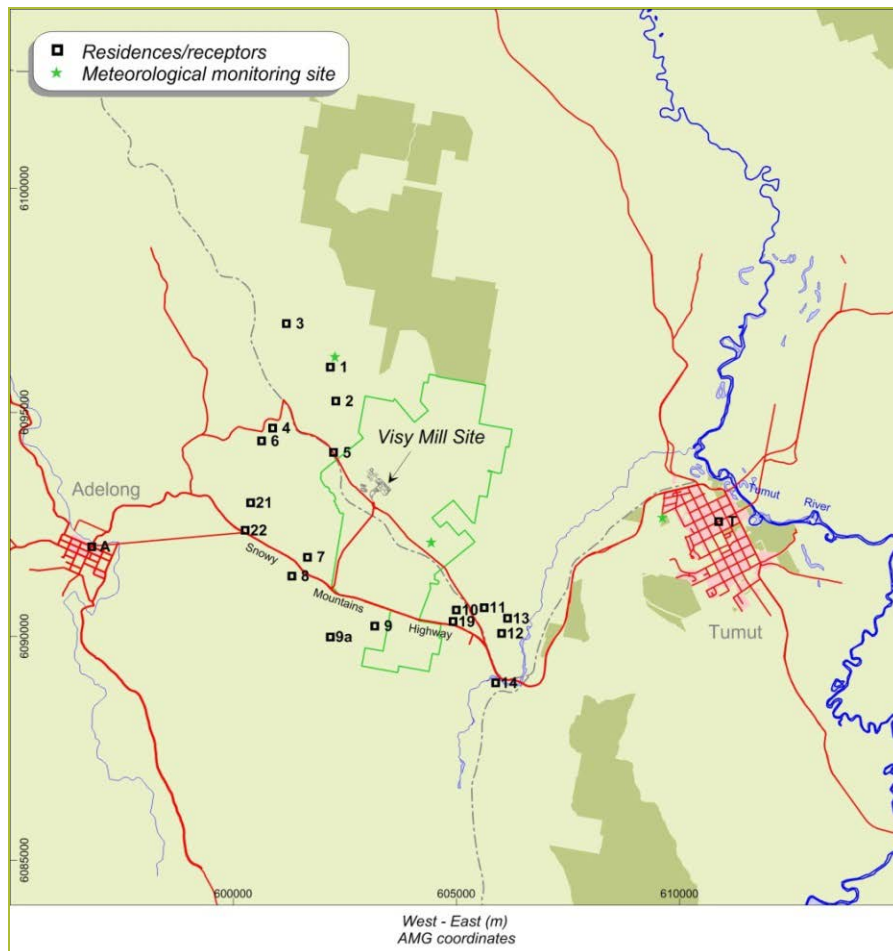 Residences/receptors
Meteorological monitoring site
6100000
3
1
6095000
2
4
6
5
Visy Mill Site
Adelong
21
22
A
7
Snowy
8
Mountains
Tumut
River
T
10
11
13
19
12
9
Highway
9a
6090000
Tumut
14
6085000
600000
605000
610000
West - East (m)
AMG coordinates